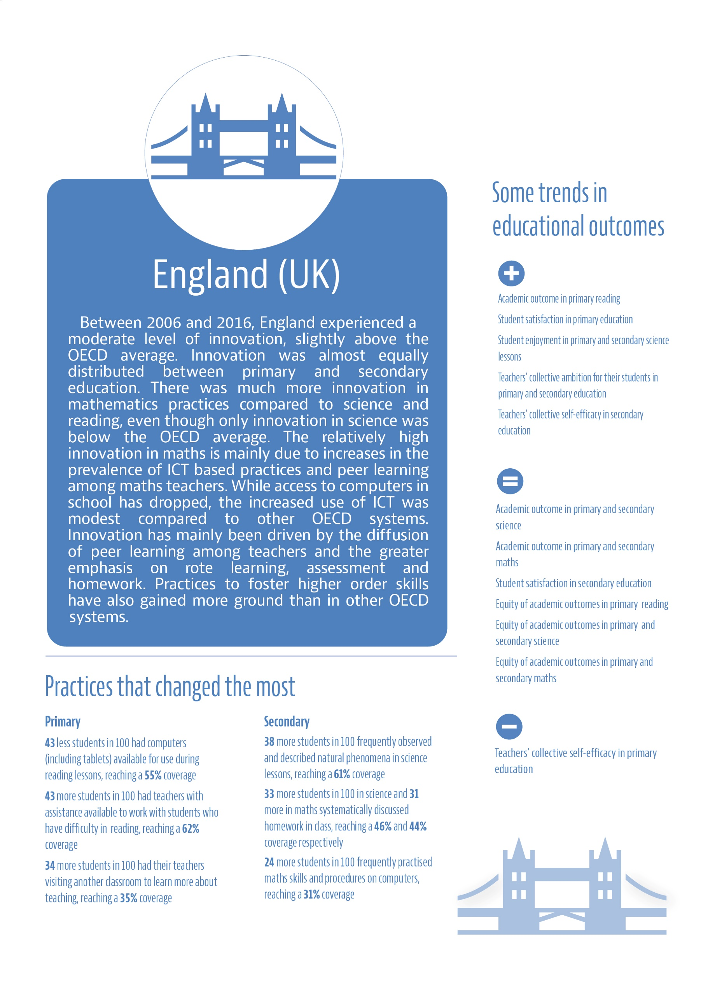 England (UK)
Between 2006 and 2016, England experienced a
moderate level of innovation, slightly above the
OECD average. Innovation was almost equally
distributed between primary and secondary
education. There was much more innovation in
mathematics practices compared to science and
reading, even though only innovation in science was
below the OECD average. The relatively high
innovation in maths is mainly due to increases in the
prevalence of ICT based practices and peer learning
among maths teachers. While access to computers in
school has dropped, the increased use of ICT was
modest compared to other OECD systems.
Innovation has mainly been driven by the diffusion
of peer learning among teachers and the greater
emphasis on rote learning, assessment and
homework. Practices to foster higher order skills
have also gained more ground than in other OECD
systems.
Practices that changed the most
Primary
43 less students in 100 had computers
(including tablets) available for use during
reading lessons, reaching a 55% coverage
43 more students in 100 had teachers with
assistance available to work with students who
have difficulty in reading, reaching a 62%
coverage
34 more students in 100 had their teachers
visiting another classroom to learn more about
teaching, reaching a 35% coverage
Secondary
38 more students in 100 frequently observed
and described natural phenomena in science
lessons, reaching a 61% coverage
33 more students in 100 in science and 31
more in maths systematically discussed
homework in class, reaching a 46% and 44%
coverage respectively
24 more students in 100 frequently practised
maths skills and procedures on computers,
reaching a 31% coverage
Some trends in
educational outcomes
Academic outcome in primary reading
Student satisfaction in primary education
Student enjoyment in primary and secondary science
lessons
Teachers' collective ambition for their students in
primary and secondary education
Teachers' collective self-efficacy in secondary
education
Academic outcome in primary and secondary
science
Academic outcome in primary and secondary
maths
Student satisfaction in secondary education
Equity of academic outcomes in primary reading
Equity of academic outcomes in primary and
secondary science
Equity of academic outcomes in primary and
secondary maths
Teachers' collective self-efficacy in primary
education